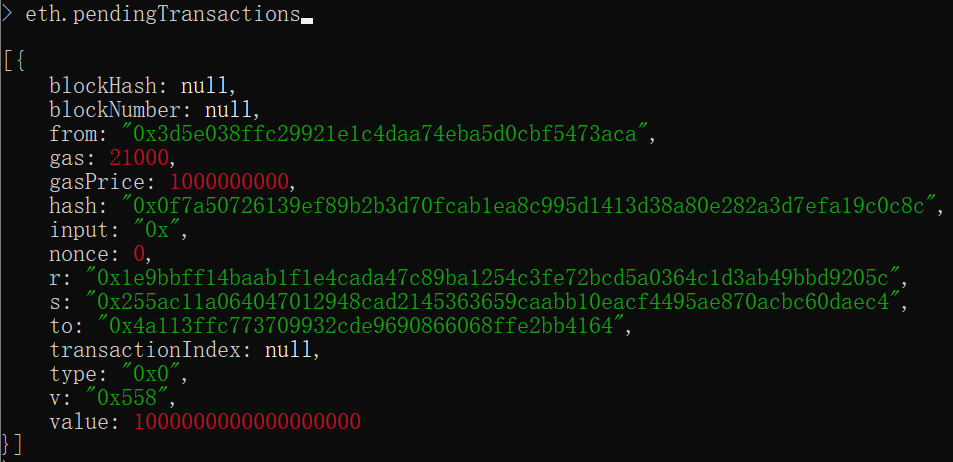 > eth.pendingTransactions
[{
blockHash: null,
blockNumber: null,
from: "0x3d5e038ffc29921e1c4daa74eba5d0cbf5473aca",
gas: 21000,
gasPrice: 1000000000,
hash: "0x0f7a50726139ef89b2b3d70fcab1ea8c995d1413d38a80e282a3d7efa19c0c8c",
input: "0x",
nonce: 0,
r: "0x1e9bbff14baab1f1e4cada47c89ba1254c3fe72bcd5a0364c1d3ab49bbd9205c",
s: "0x255ac11a064047012948cad2145363659caabb10eacf4495ae870acbc60daec4",
to: "0x4a113ffc773709932cde9690866068ffe2bb4164",
transactionIndex: null,
type: "0x0",
v: "0x558",
value: 1000000000000000000
}]